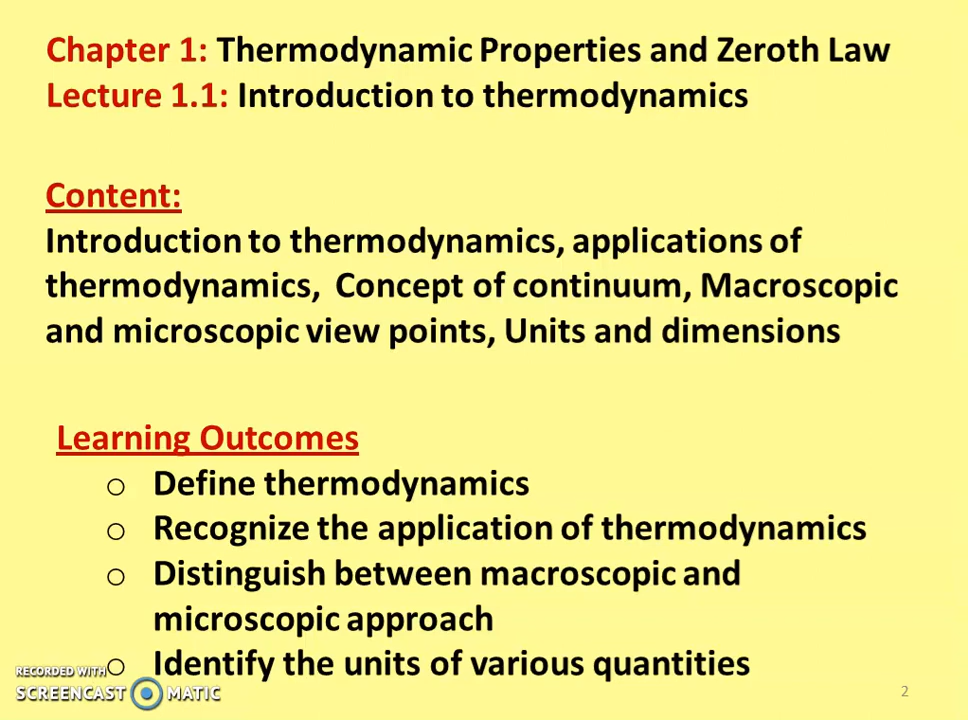 Chapter 1: Thermodynamic Properties and Zeroth Law
Lecture 1.1: Introduction to thermodynamics
Content:
Introduction to thermodynamics, applications of
thermodynamics, Concept of continuum, Macroscopic
and microscopic view points, Units and dimensions
Learning Outcomes
o Define thermodynamics
o Recognize the application of thermodynamics
o Distinguish between macroscopic and
microscopic approach
o Identify the units of various quantities
RECORDED WITH
SCREENCAST MATIC
2